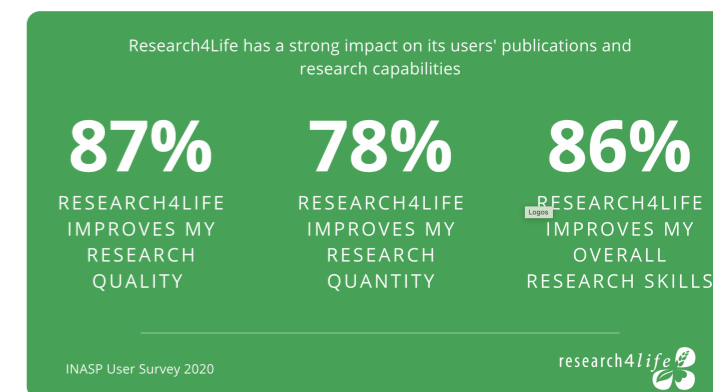 Research4Life has a strong impact on its users' publications and
research capabilities
87%
RESEARCH4LIFE
IMPROVES MY
RESEARCH
QUALITY
78%
RESEARCH4LIFE
IMPROVES MY
RESEARCH
QUANTITY
86%
RESEARCH4LIFE
Logos
IMPROVES MY
OVERALL
RESEARCH SKILLS
INASP User Survey 2020
research4life